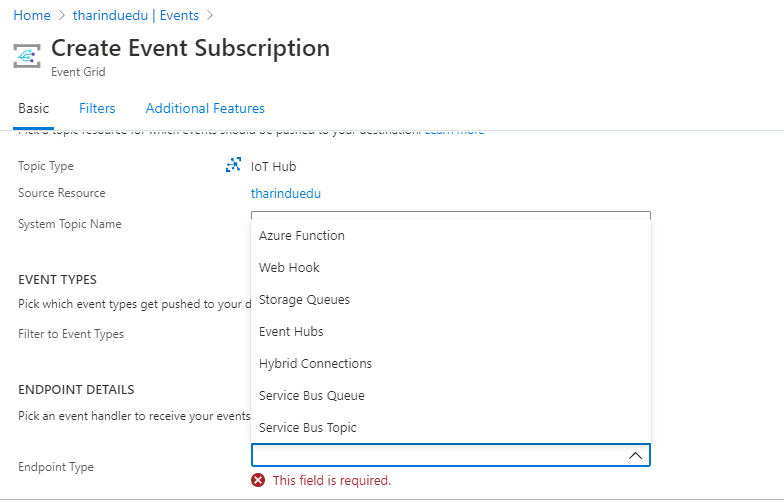 Home > tharinduedu | Events >
Create Event Subscription
Event Grid
Basic Filters Additional Features
Pick a topic resource for which events should be pushed to your destination. Learn more
Topic Type IoT Hub
Source Resource tharinduedu
System Topic Name
Azure Function
Web Hook
EVENT TYPES
Storage Queues
Pick which event types get pushed to your d
Event Hubs
Filter to Event Types
Hybrid Connections
ENDPOINT DETAILS
Service Bus Queue
Pick an event handler to receive your events
Service Bus Topic
Endpoint Type
This field is required.